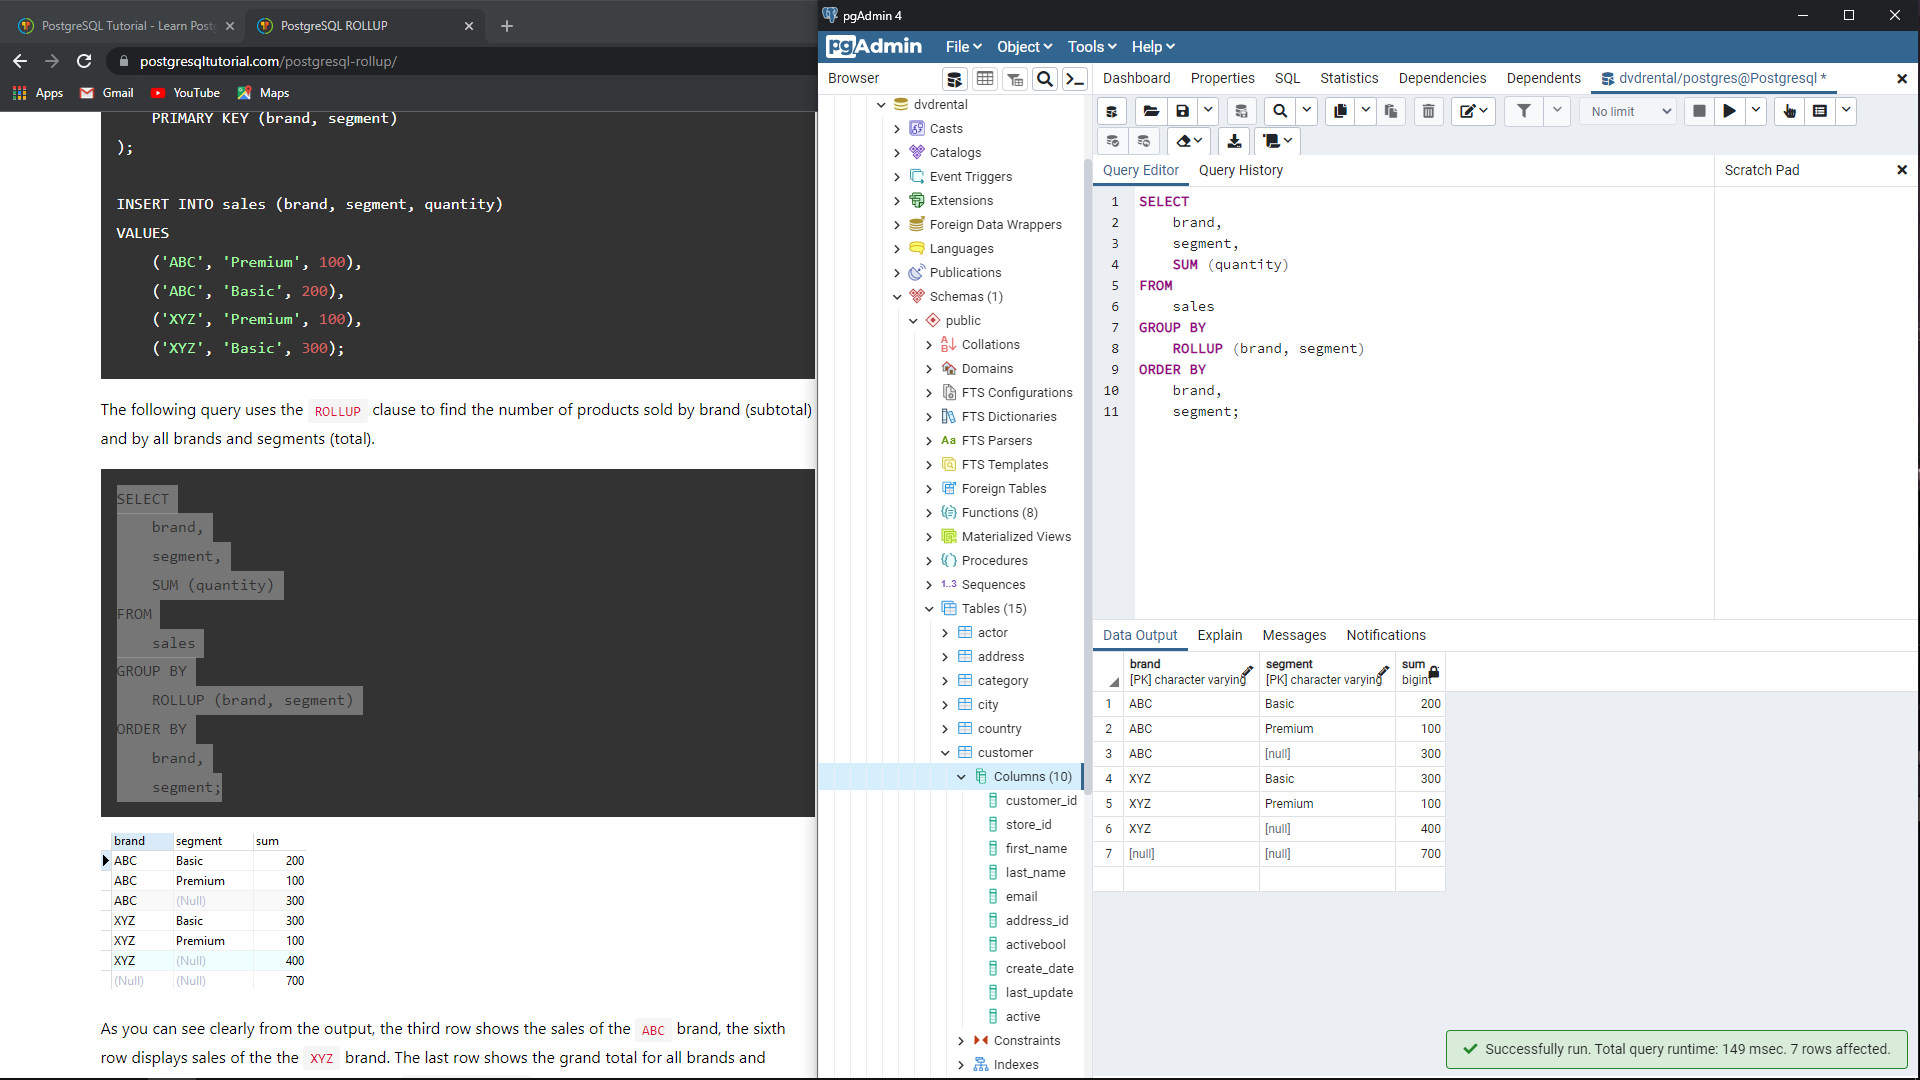 PostgreSQL Tutorial - Learn Post
PostgreSQL ROLLUP
postgresqltutorial.com/postgresql-rollup/
Apps
Gmail
YouTube
Maps
PRIMARY KEY (brand, segment)
);
INSERT INTO sales (brand, segment, quantity)
VALUES
('ABC', 'Premium', 100),
('ABC', 'Basic', 200),
('XYZ', 'Premium', 100),
('XYZ', 'Basic', 300);
The following query uses the ROLLUP clause to find the number of products sold by brand (subtotal)
and by all brands and segments (total).
SELECT
brand,
segment,
SUM (quantity)
FROM
sales
GROUP BY
ROLLUP (brand, segment)
ORDER BY
brand,
segment;
brand segment sum
ABC Basic 200
ABC Premium 100
ABC (Null) 300
XYZ Basic 300
XYZ Premium 100
XYZ (Null) 400
(Null) (Null) 700
As you can see clearly from the output, the third row shows the sales of the ABC brand, the sixth
row displays sales of the the XYZ brand. The last row shows the grand total for all brands and
pgAdmin 4
pgAdmin File Object Tools Help
Browser
dvdrental
Casts
Catalogs
Event Triggers
Extensions
Foreign Data Wrappers
Languages
Publications
Schemas (1)
public
Collations
Domains
FTS Configurations
FTS Dictionaries
Aa FTS Parsers
FTS Templates
Foreign Tables
Functions (8)
Materialized Views
Procedures
1..3 Sequences
Tables (15)
actor
address
category
city
country
customer
Columns (10)
customer_id
store_id
first_name
last_name
email
address_id
activebool
create_date
last_update
active
Constraints
Indexes
Dashboard Properties SQL Statistics Dependencies Dependents dvdrental/postgres@Postgresql *
No limit
Query Editor Query History
Scratch Pad
1 SELECT
2 brand,
3 segment,
4 SUM (quantity)
5 FROM
6 sales
7 GROUP BY
8 ROLLUP (brand, segment)
9 ORDER BY
10 brand,
11 segment;
Data Output Explain Messages Notifications
brand segment sum
[PK] character varying [PK] character varying bigint
1 ABC Basic 200
2 ABC Premium 100
3 ABC [null] 300
4 XYZ Basic 300
5 XYZ Premium 100
6 XYZ [null] 400
7 [null] [null] 700
Successfully run. Total query runtime: 149 msec. 7 rows affected.